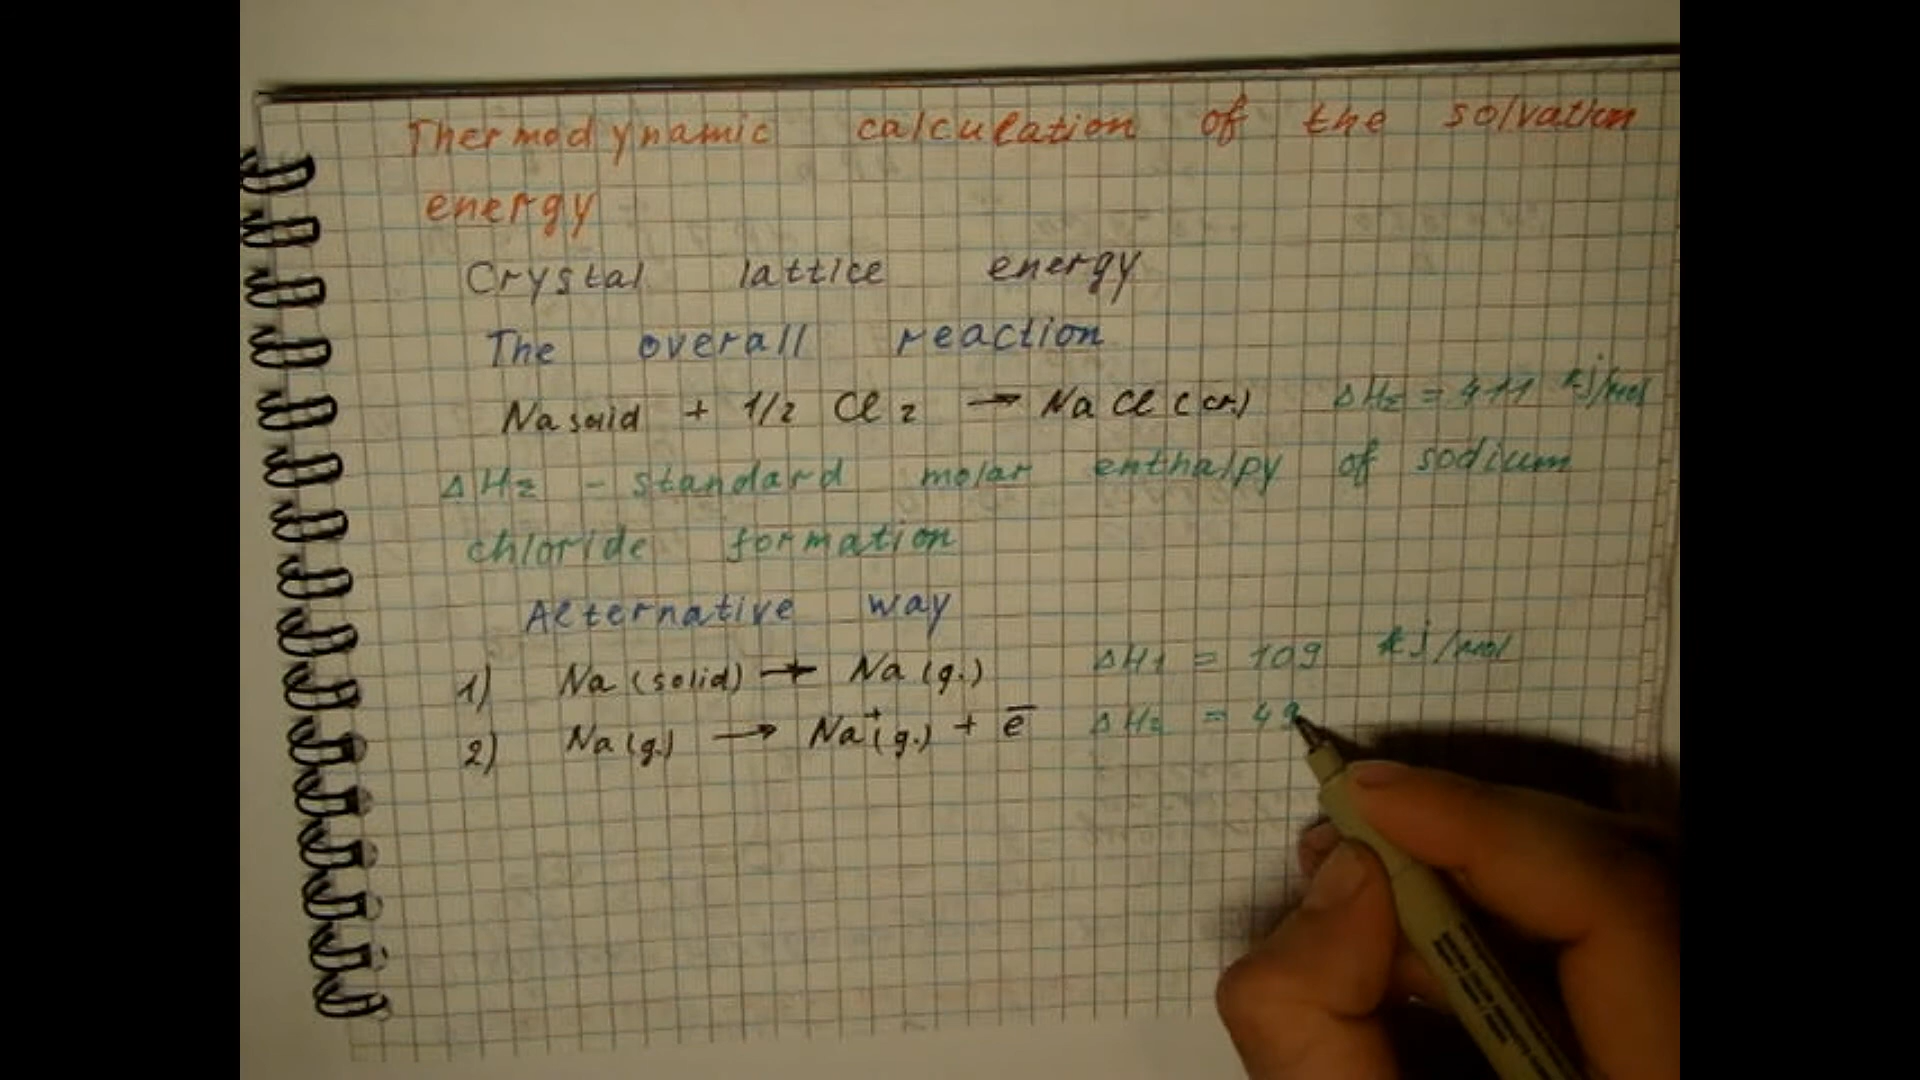 Thermodynamic calculation of the solvation
energy
Crystal lattice energy
The overall reaction
Na solid + 1/2 Cl2 → NaCl (cr.) ΔHΣ = 411 kJ/mol
ΔHΣ - standard molar enthalpy of sodium
chloride formation
Alternative way
1) Na (solid) → Na (g.) ΔH1 = 109 kJ/mol
2) Na (g.) → Na+ (g.) + e̅ ΔH2 = 49